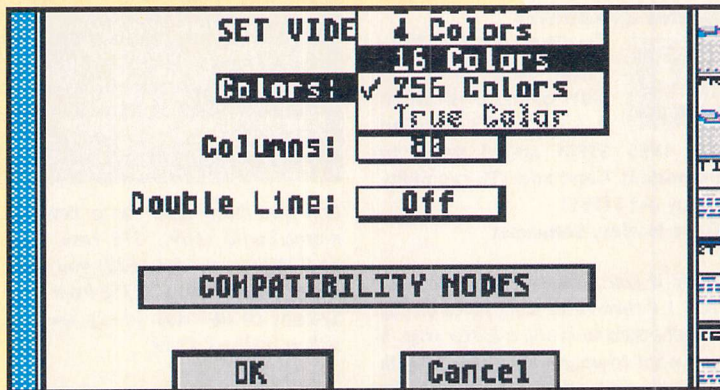 SET VIDE
4 Colors
16 Colors
Colors: ✓ 256 Colors
True Color
Columns: 80
Double Line: Off
COMPATIBILITY MODES
OK Cancel